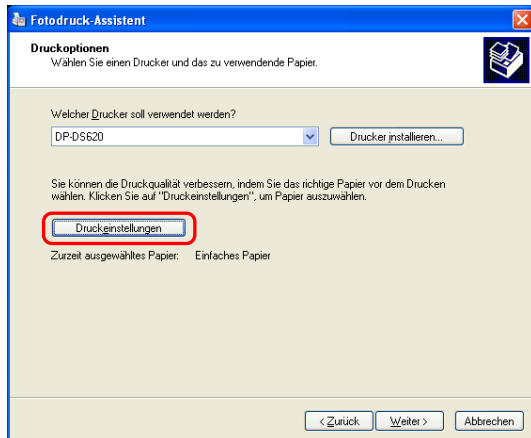 Fotodruck-Assistent
Druckoptionen
Wählen Sie einen Drucker und das zu verwendende Papier.
Welcher Drucker soll verwendet werden?
DP-DS620 Drucker installieren...
Sie können die Druckqualität verbessern, indem Sie das richtige Papier vor dem Drucken
wählen. Klicken Sie auf "Druckeinstellungen", um Papier auszuwählen.
Druckeinstellungen
Zurzeit ausgewähltes Papier: Einfaches Papier
< Zurück Weiter > Abbrechen